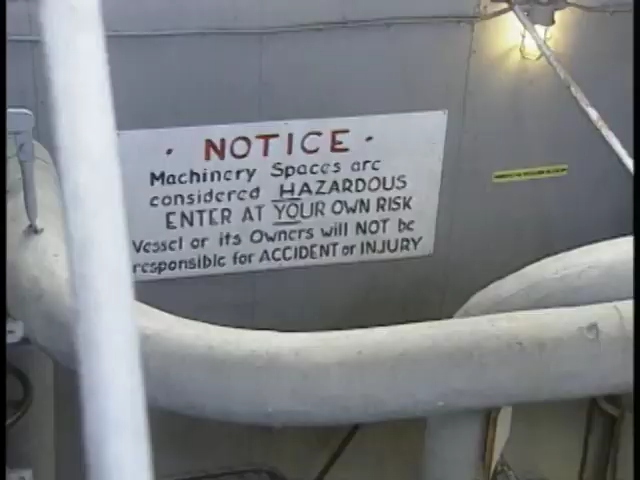 · NOTICE ·
Machinery Spaces are
considered HAZARDOUS
ENTER AT YOUR OWN RISK
Vessel or its Owners will NOT be
responsible for ACCIDENT or INJURY